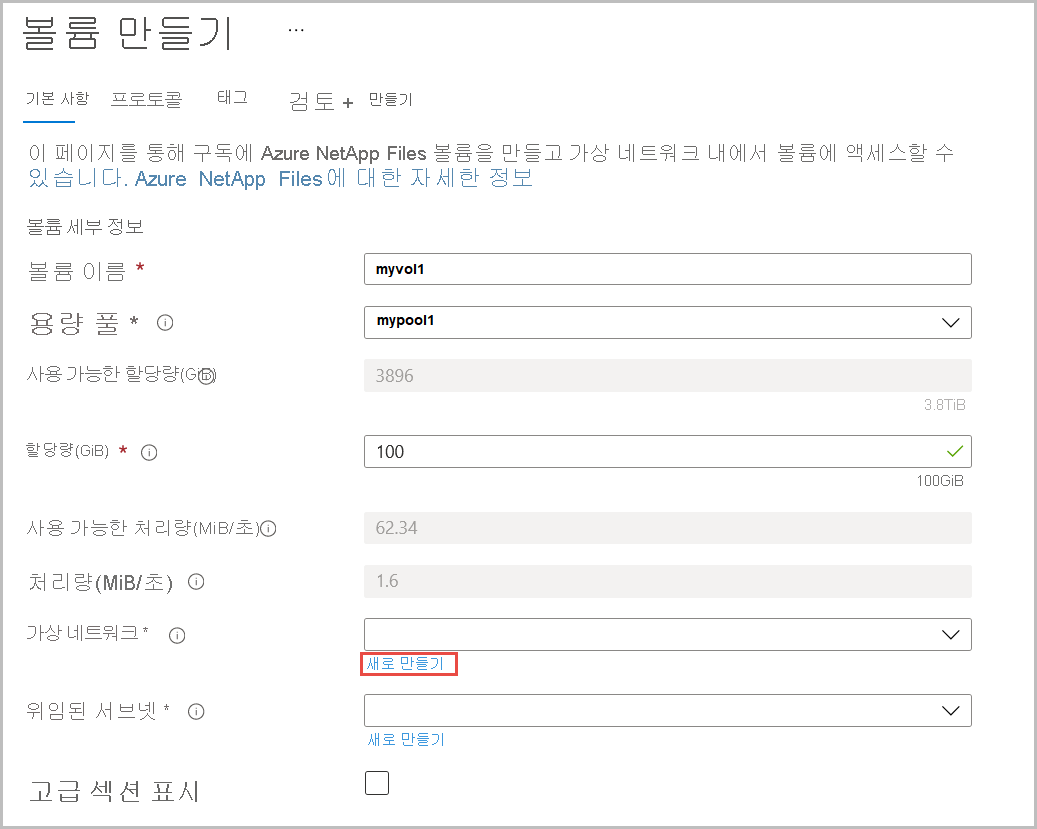 볼륨 만들기 ...
기본 사항 프로토콜 태그 검토 + 만들기
이 페이지를 통해 구독에 Azure NetApp Files 볼륨을 만들고 가상 네트워크 내에서 볼륨에 액세스할 수
있습니다. Azure NetApp Files에 대한 자세한 정보
볼륨 세부 정보
볼륨 이름 * myvol1
용량 풀 * mypool1
사용 가능한 할당량(GiB) 3896
3.8TiB
할당량(GiB) * 100
100GiB
사용 가능한 처리량(MiB/초) 62.34
처리량(MiB/초) 1.6
가상 네트워크 *
새로 만들기
위임된 서브넷 *
새로 만들기
고급 섹션 표시